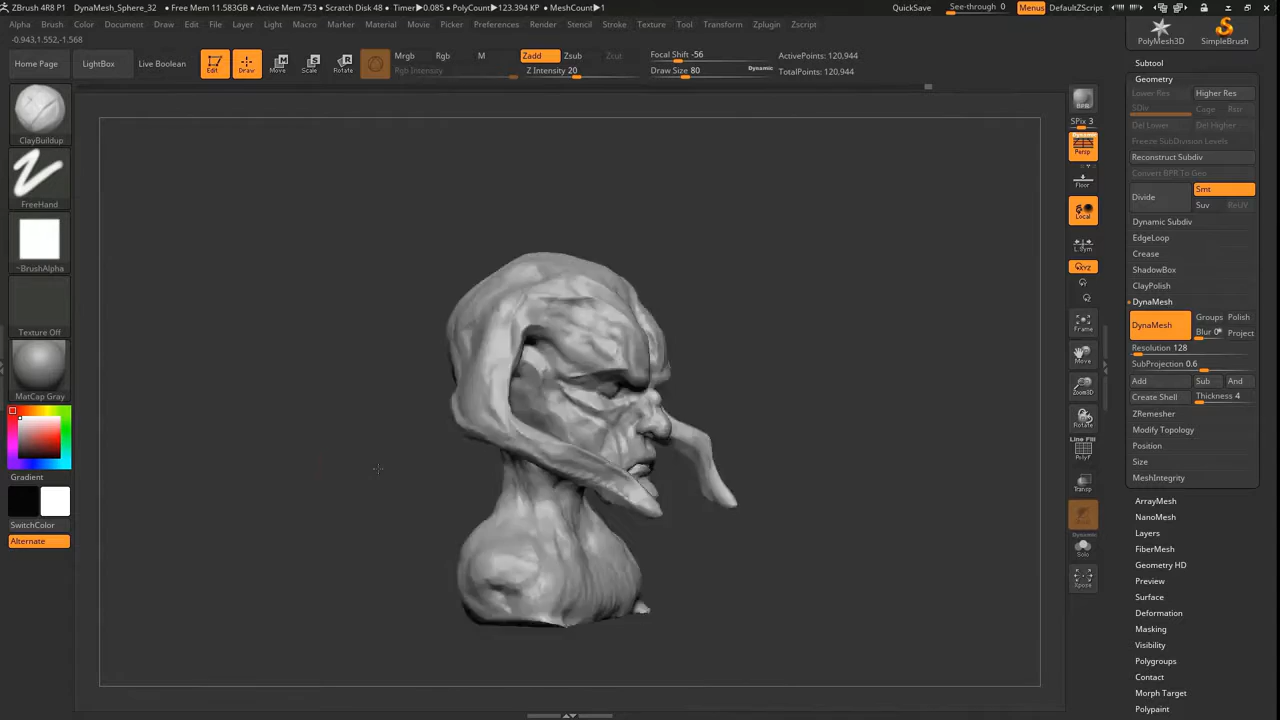 ZBrush 4R8 P1 DynaMesh_Sphere_32 • Free Mem 11.583GB • Active Mem 753 • Scratch Disk 48 • Timer▶0.085 • PolyCount▶123.394 KP • MeshCount▶1 QuickSave See-through 0 Menus DefaultZScript
Alpha Brush Color Document Draw Edit File Layer Light Macro Marker Material Movie Picker Preferences Render Stencil Stroke Texture Tool Transform Zplugin Zscript
-0.943,1.552,-1.568
Home Page LightBox Live Boolean
Edit Draw Move Scale Rotate
Mrgb Rgb M
Rgb Intensity
Zadd Zsub Zcut
Z Intensity 20
Focal Shift -56
Draw Size 80 Dynamic
ActivePoints: 120,944
TotalPoints: 120,944
ClayBuildup
FreeHand
~BrushAlpha
Texture Off
MatCap Gray
Gradient
SwitchColor
Alternate
BPR
SPix 3
Dynamic
Persp
Floor
Local
L.Sym
XYZ
Frame
Move
Zoom3D
Rotate
Line Fill
PolyF
Transp
Dynamic
Solo
Xpose
PolyMesh3D SimpleBrush
Subtool
Geometry
Lower Res Higher Res
SDiv Cage Rstr
Del Lower Del Higher
Freeze SubDivision Levels
Reconstruct Subdiv
Convert BPR To Geo
Divide Smt
Suv ReUV
Dynamic Subdiv
EdgeLoop
Crease
ShadowBox
ClayPolish
DynaMesh
DynaMesh Groups Polish
Blur 0 Project
Resolution 128
SubProjection 0.6
Add Sub And
Create Shell Thickness 4
ZRemesher
Modify Topology
Position
Size
MeshIntegrity
ArrayMesh
NanoMesh
Layers
FiberMesh
Geometry HD
Preview
Surface
Deformation
Masking
Visibility
Polygroups
Contact
Morph Target
Polypaint